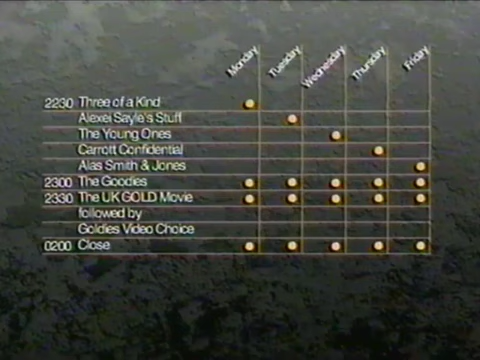 Monday Tuesday Wednesday Thursday Friday
2230 Three of a Kind
Alexei Sayle's Stuff
The Young Ones
Carrott Confidential
Alas Smith & Jones
2300 The Goodies
2330 The UK GOLD Movie
followed by
Goldies Video Choice
0200 Close